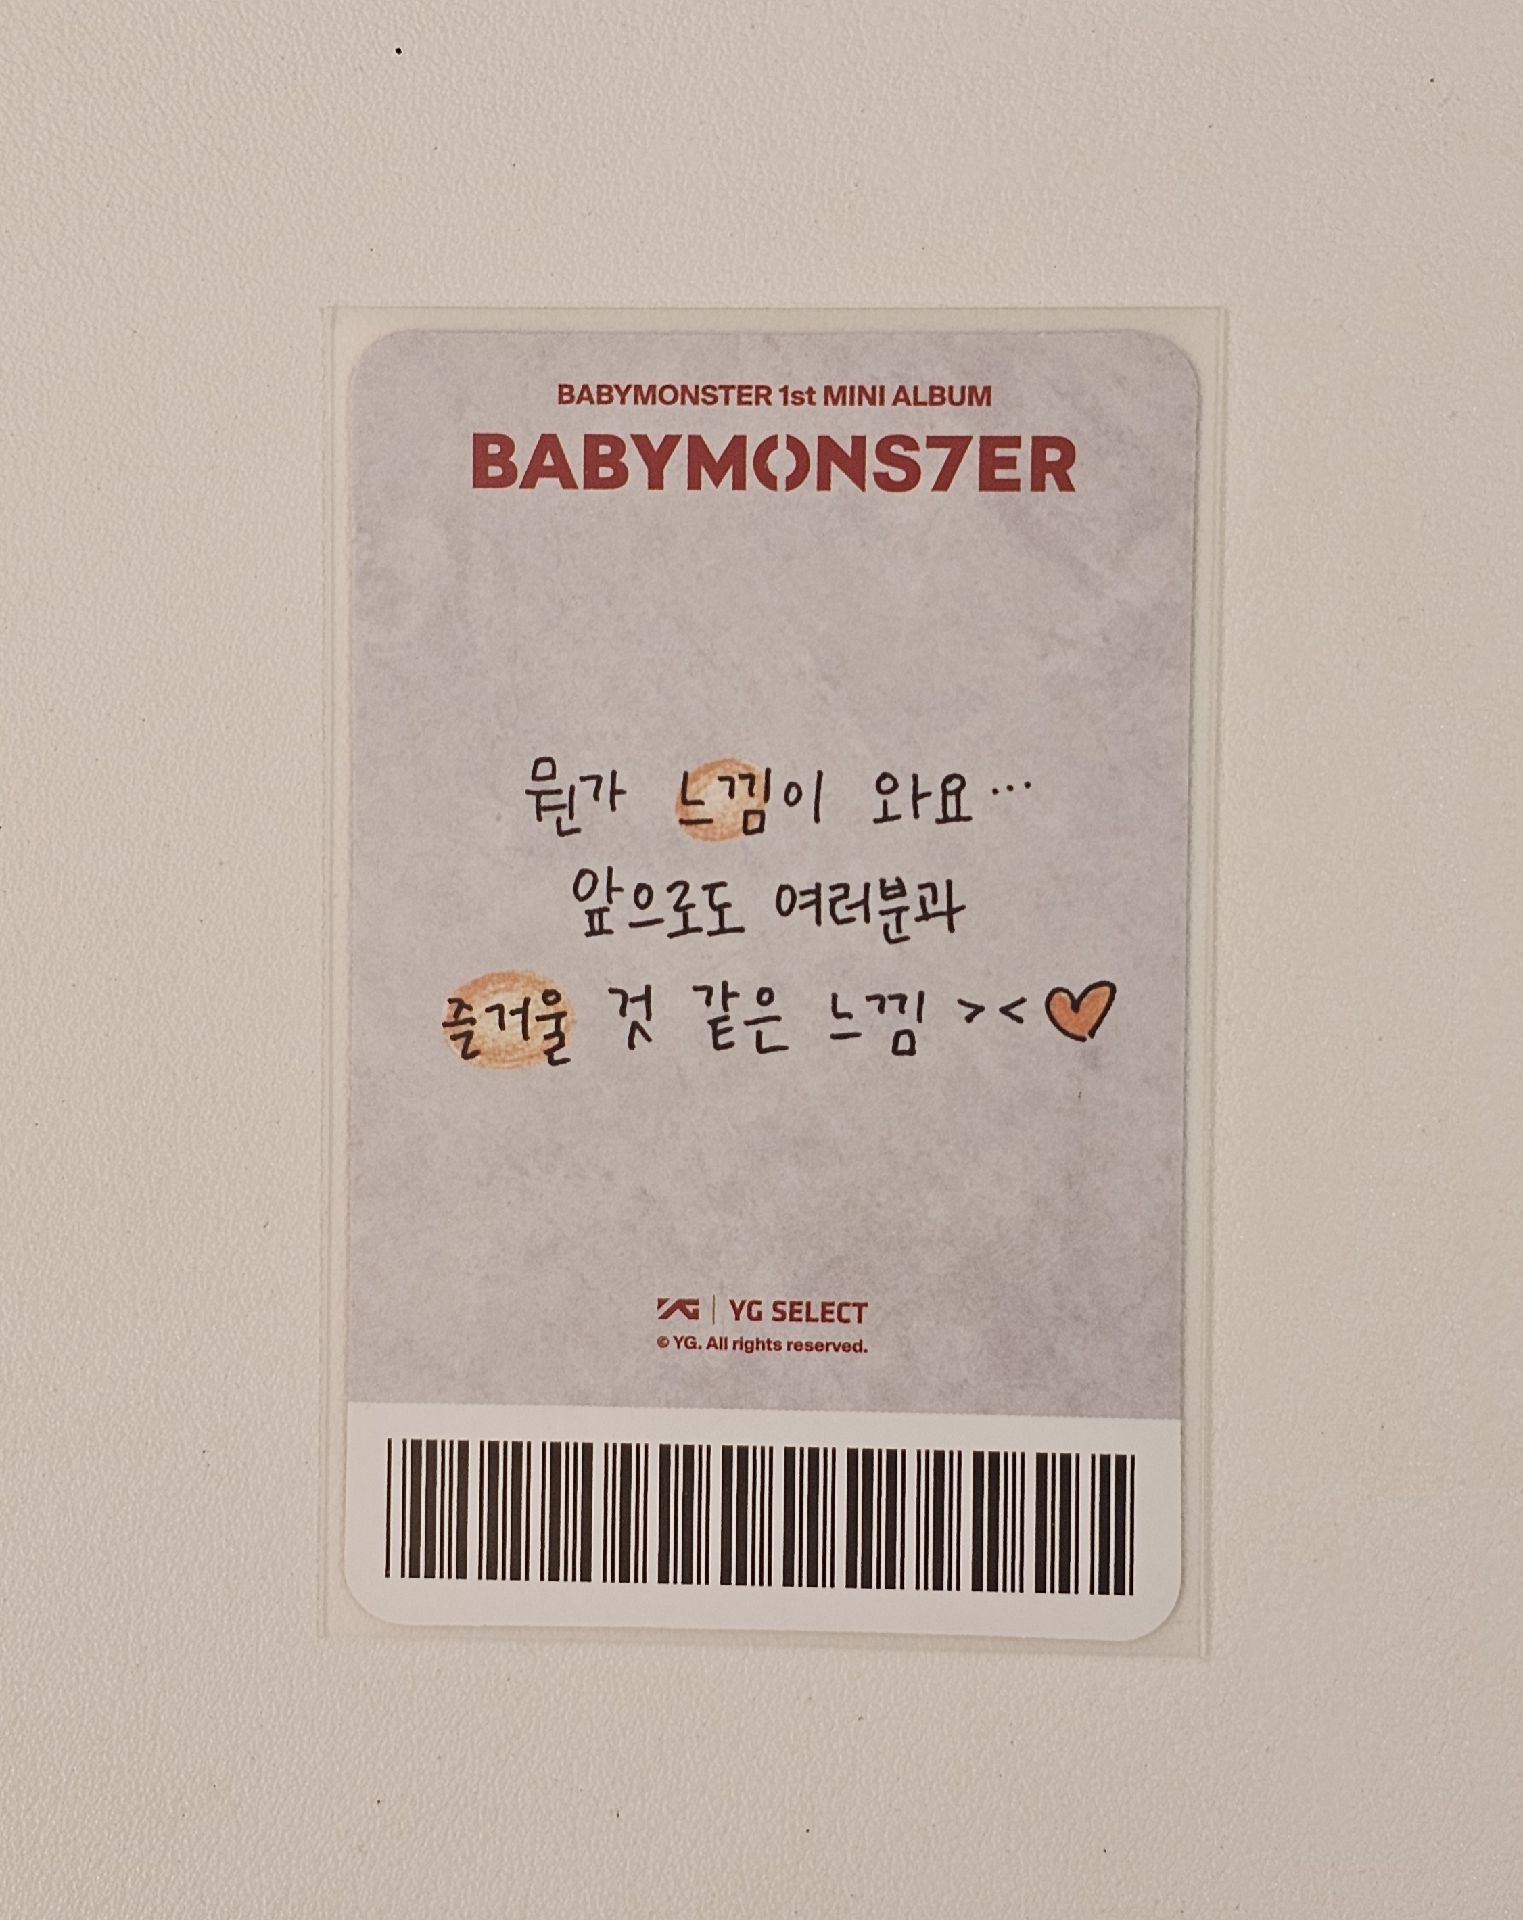 BABYMONSTER 1st MINI ALBUM
BABYMONS7ER
뭔가 느낌이 와요...
앞으로도 여러분과
즐거울 것 같은 느낌 >< ♡
YG | YG SELECT
© YG. All rights reserved.